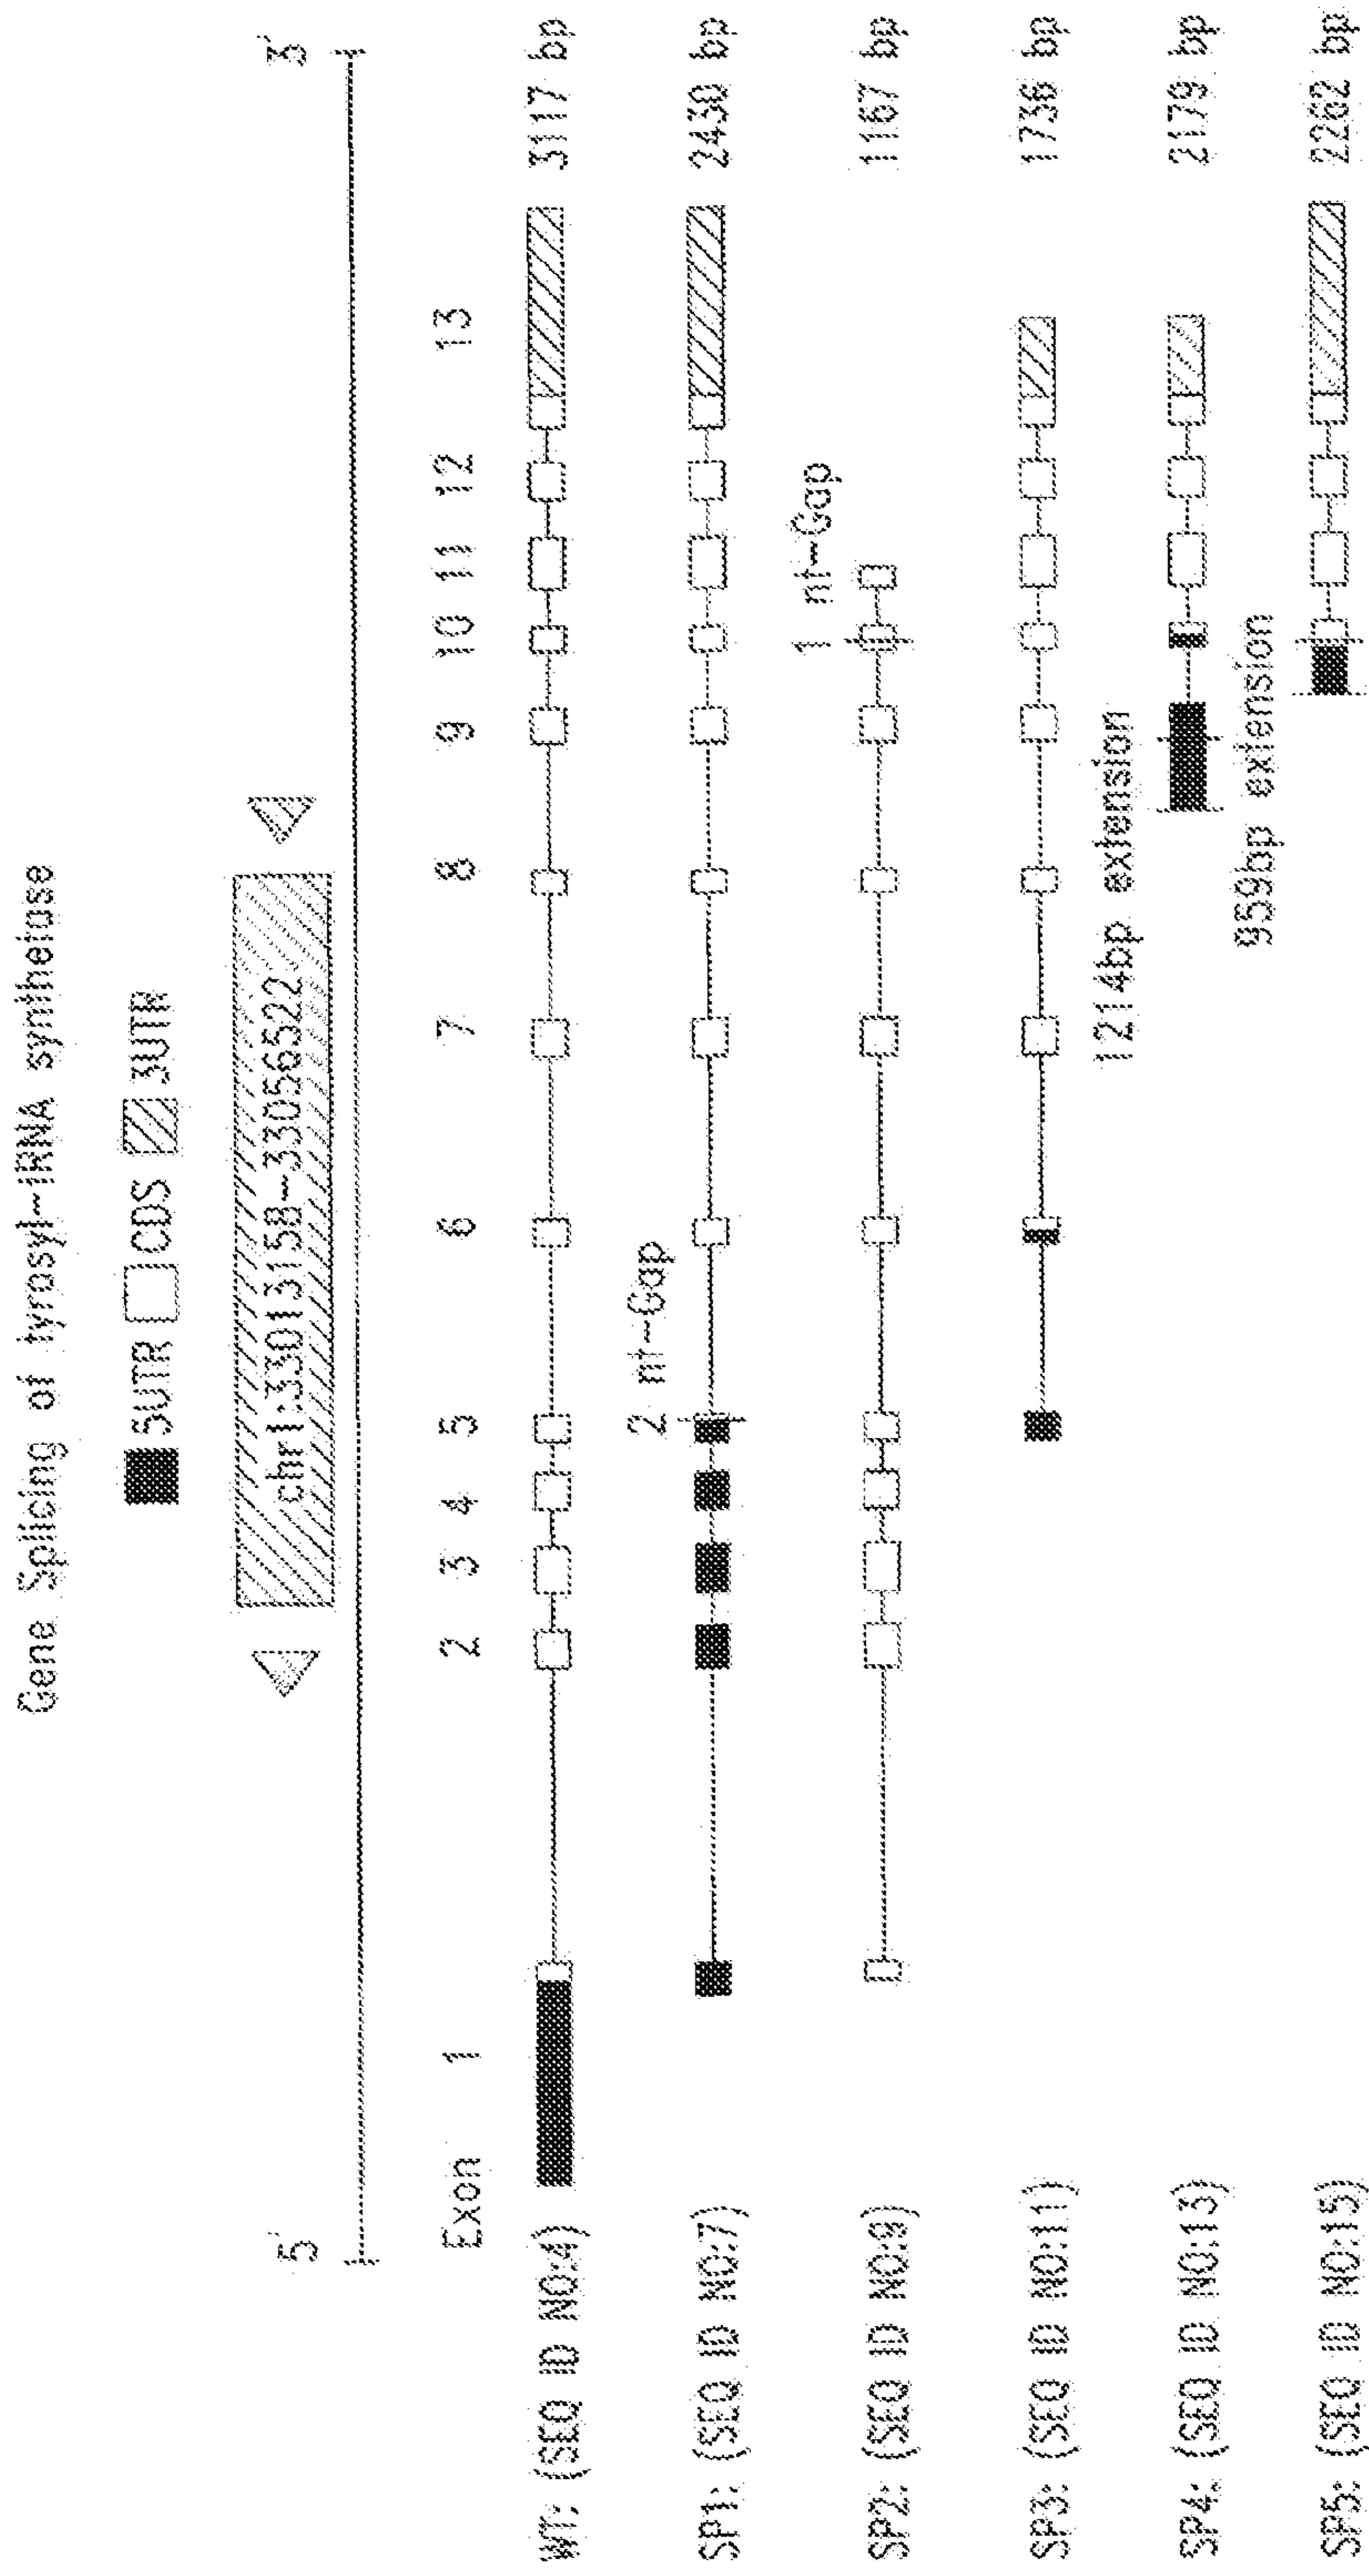 Gene Splicing of tyrosyl-tRNA synthetase
5UTR CDS 3UTR
chr1:33013158-33056522
5' 3'
Exon 1 2 3 4 5 6 7 8 9 10 11 12 13
WT: (SEQ ID NO:4) 3117 bp
2 nt-Gap
SP1: (SEQ ID NO:7) 2430 bp
1 nt-Gap
SP2: (SEQ ID NO:9) 1167 bp
SP3: (SEQ ID NO:11) 1736 bp
1214bp extension
SP4: (SEQ ID NO:13) 2179 bp
959bp extension
SP5: (SEQ ID NO:15) 2262 bp